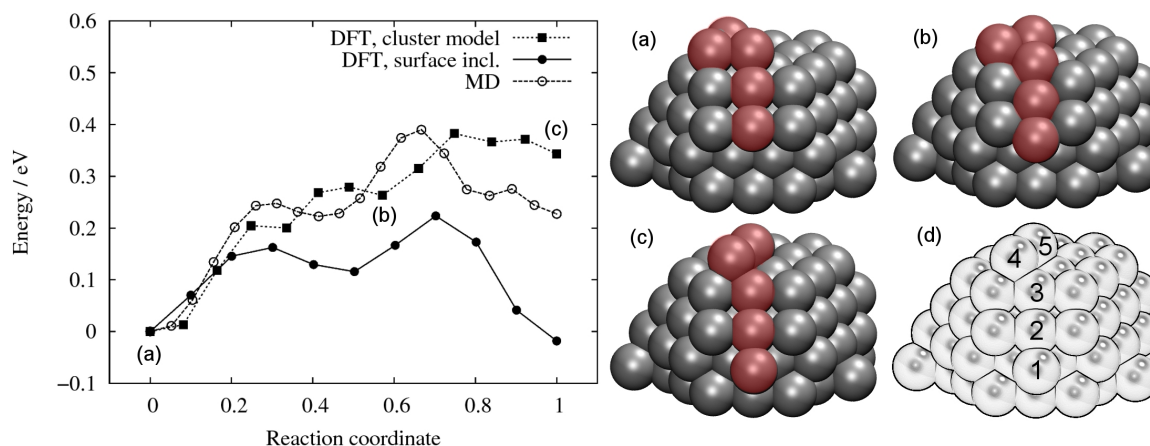 0.6
0.5
0.4
0.3
0.2
0.1
0
−0.1
Energy / eV
DFT, cluster model
DFT, surface incl.
MD
(c)
(b)
(a)
0 0.2 0.4 0.6 0.8 1
Reaction coordinate
(a)
(b)
(c)
(d)
5
4
3
2
1